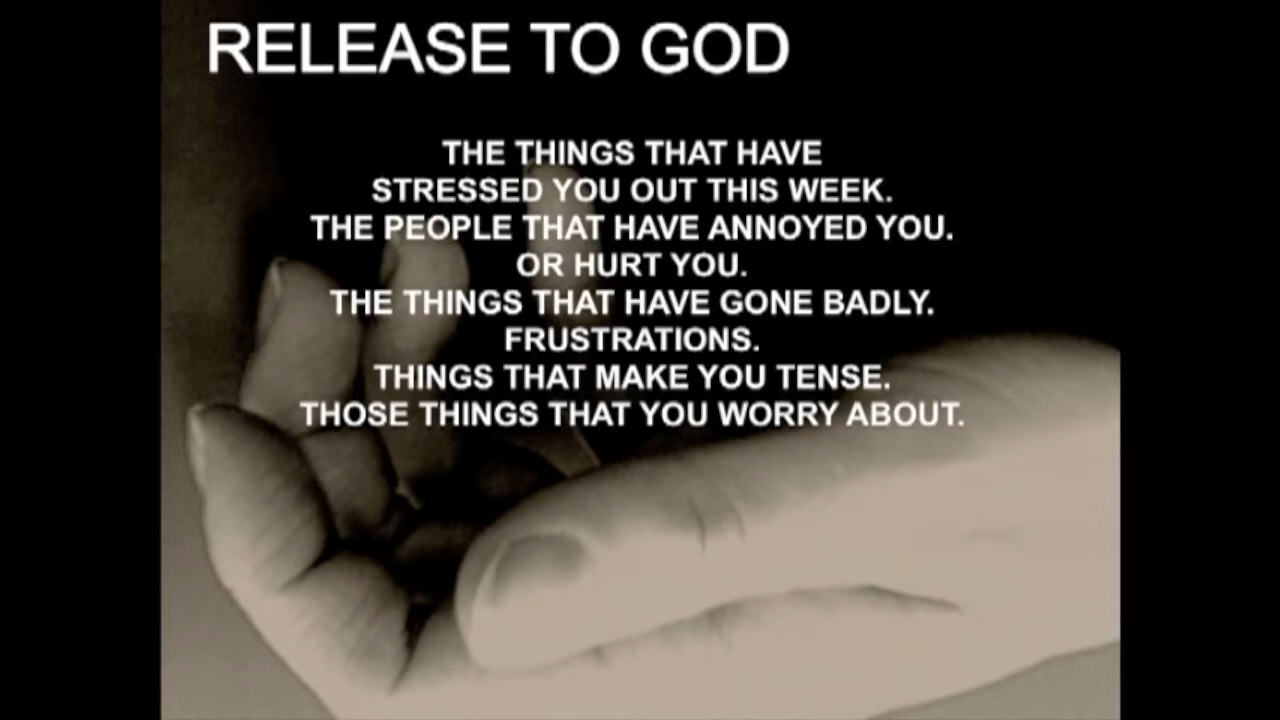 RELEASE TO GOD
THE THINGS THAT HAVE
STRESSED YOU OUT THIS WEEK.
THE PEOPLE THAT HAVE ANNOYED YOU.
OR HURT YOU.
THE THINGS THAT HAVE GONE BADLY.
FRUSTRATIONS.
THINGS THAT MAKE YOU TENSE.
THOSE THINGS THAT YOU WORRY ABOUT.